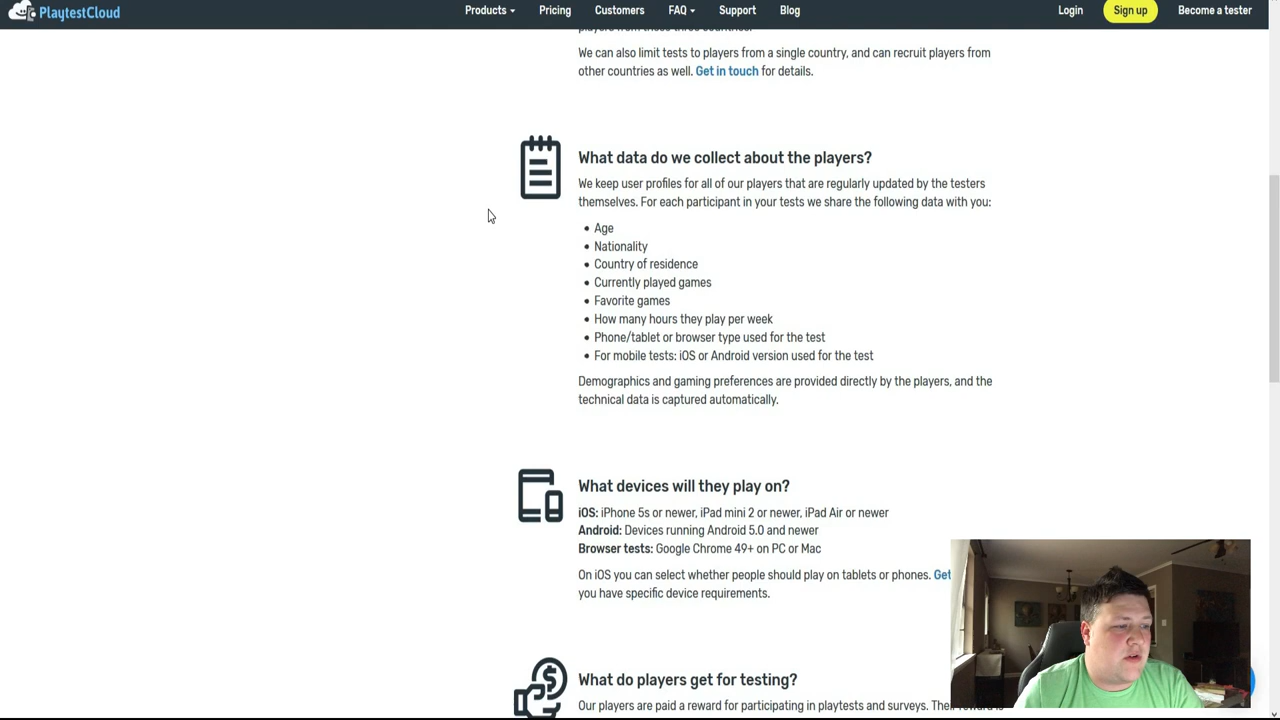 PlaytestCloud
Products Pricing Customers FAQ Support Blog Login Sign up Become a tester
players from these three countries.
We can also limit tests to players from a single country, and can recruit players from
other countries as well. Get in touch for details.
What data do we collect about the players?
We keep user profiles for all of our players that are regularly updated by the testers
themselves. For each participant in your tests we share the following data with you:
Age
Nationality
Country of residence
Currently played games
Favorite games
How many hours they play per week
Phone/tablet or browser type used for the test
For mobile tests: iOS or Android version used for the test
Demographics and gaming preferences are provided directly by the players, and the
technical data is captured automatically.
What devices will they play on?
iOS: iPhone 5s or newer, iPad mini 2 or newer, iPad Air or newer
Android: Devices running Android 5.0 and newer
Browser tests: Google Chrome 49+ on PC or Mac
On iOS you can select whether people should play on tablets or phones. Get
you have specific device requirements.
What do players get for testing?
Our players are paid a reward for participating in playtests and surveys. Their reward is